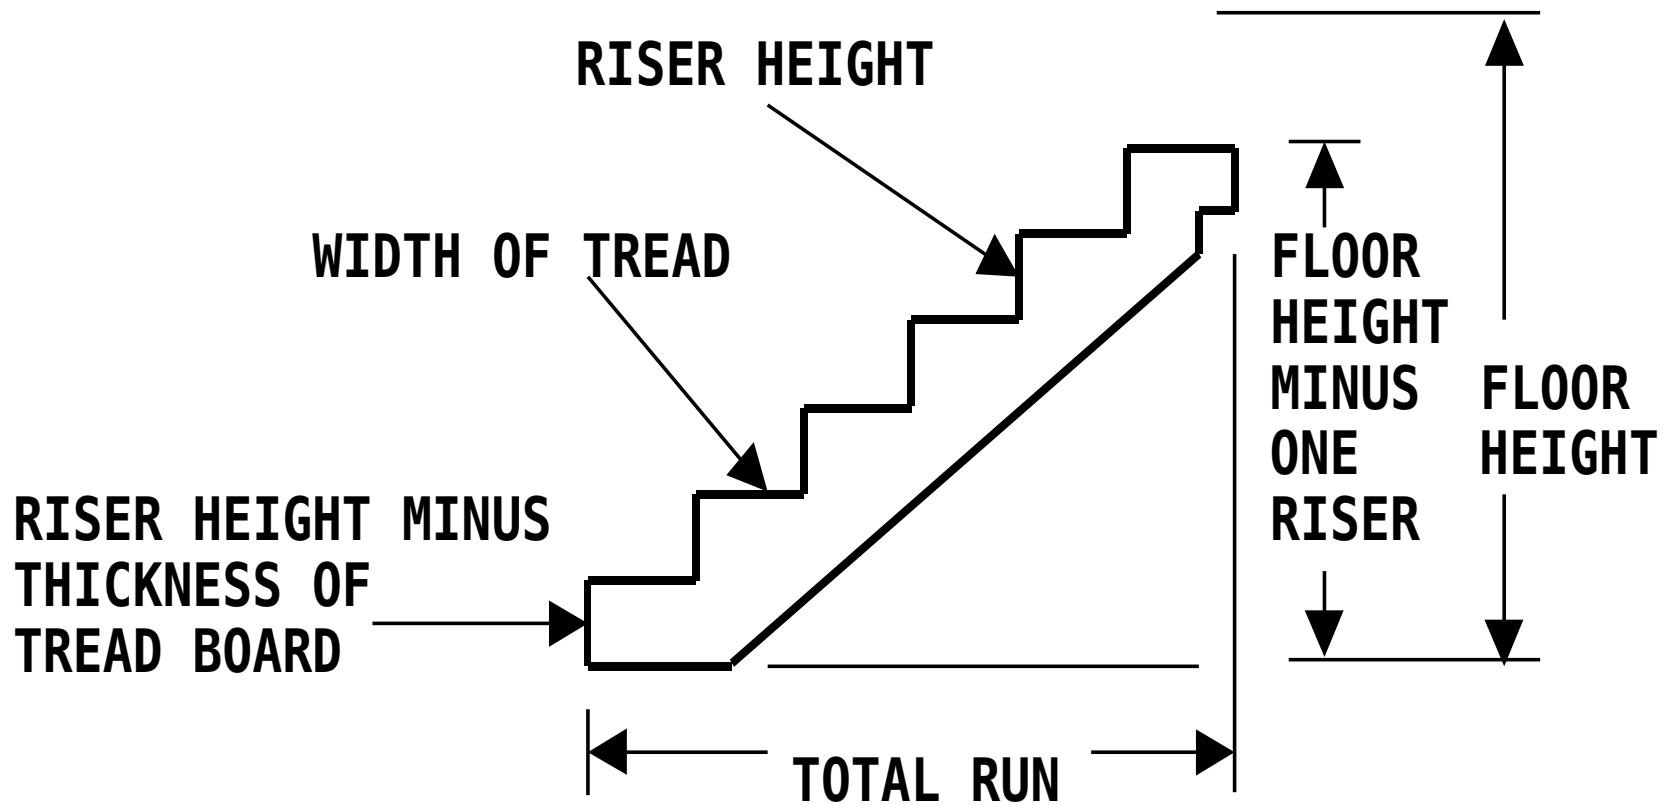 RISER HEIGHT
WIDTH OF TREAD
FLOOR
HEIGHT
MINUS
ONE
RISER
FLOOR
HEIGHT
RISER HEIGHT MINUS
THICKNESS OF
TREAD BOARD
TOTAL RUN